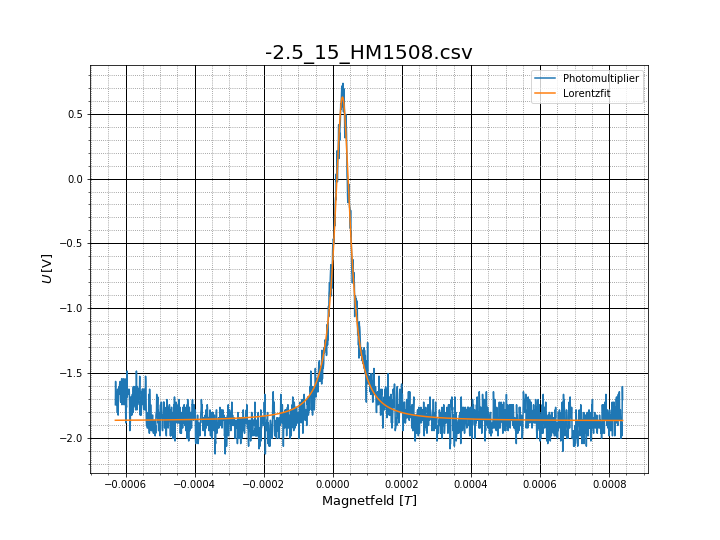 -2.5_15_HM1508.csv
Photomultiplier
Lorentzfit
U [V]
0.5
0.0
−0.5
−1.0
−1.5
−2.0
−0.0006 −0.0004 −0.0002 0.0000 0.0002 0.0004 0.0006 0.0008
Magnetfeld [T]